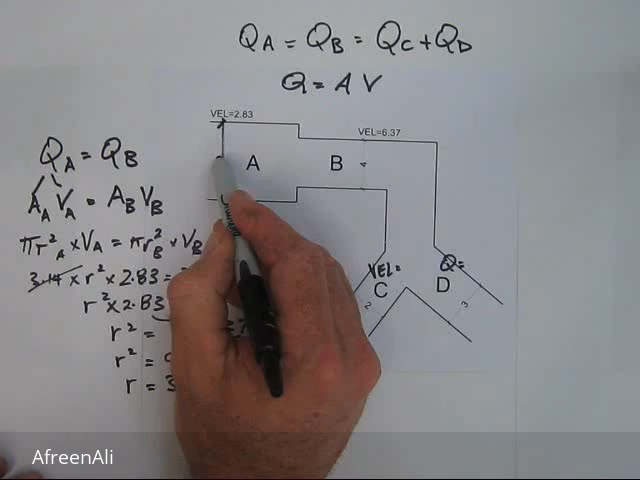 QA = QB = QC + QD
Q = A V
VEL=2.83
VEL=6.37
QA = QB
A B
4
AA VA = AB VB
πr²A × VA = πr²B × VB
VEL=
Q=
3.14 × r² × 2.83 =
C D
r² × 2.83
2 3
r² =
r² =
r = 3
AfreenAli